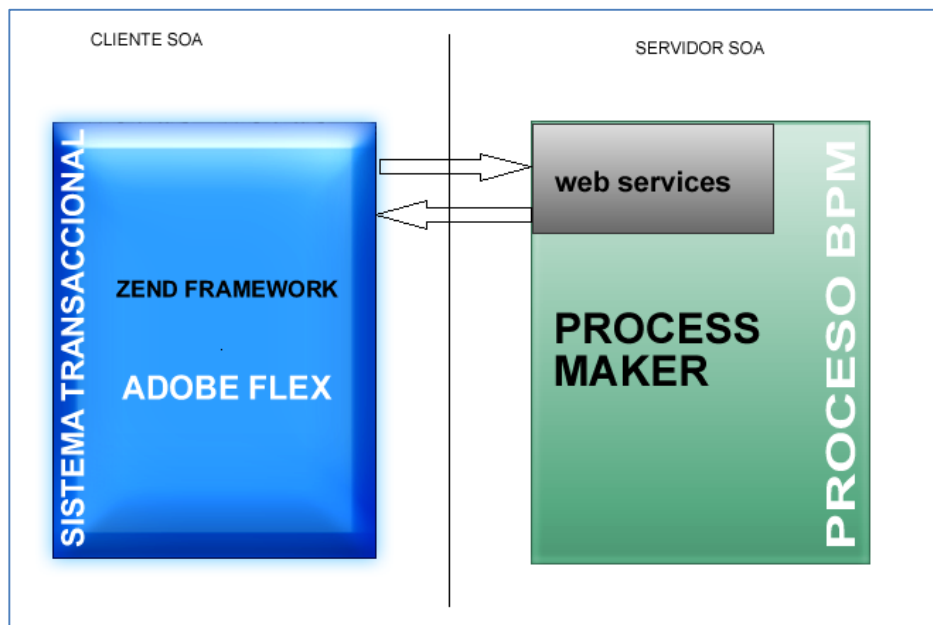 CLIENTE SOA
SERVIDOR SOA
SISTEMA TRANSACCIONAL
ZEND FRAMEWORK
ADOBE FLEX
web services
PROCESS
MAKER
PROCESO BPM